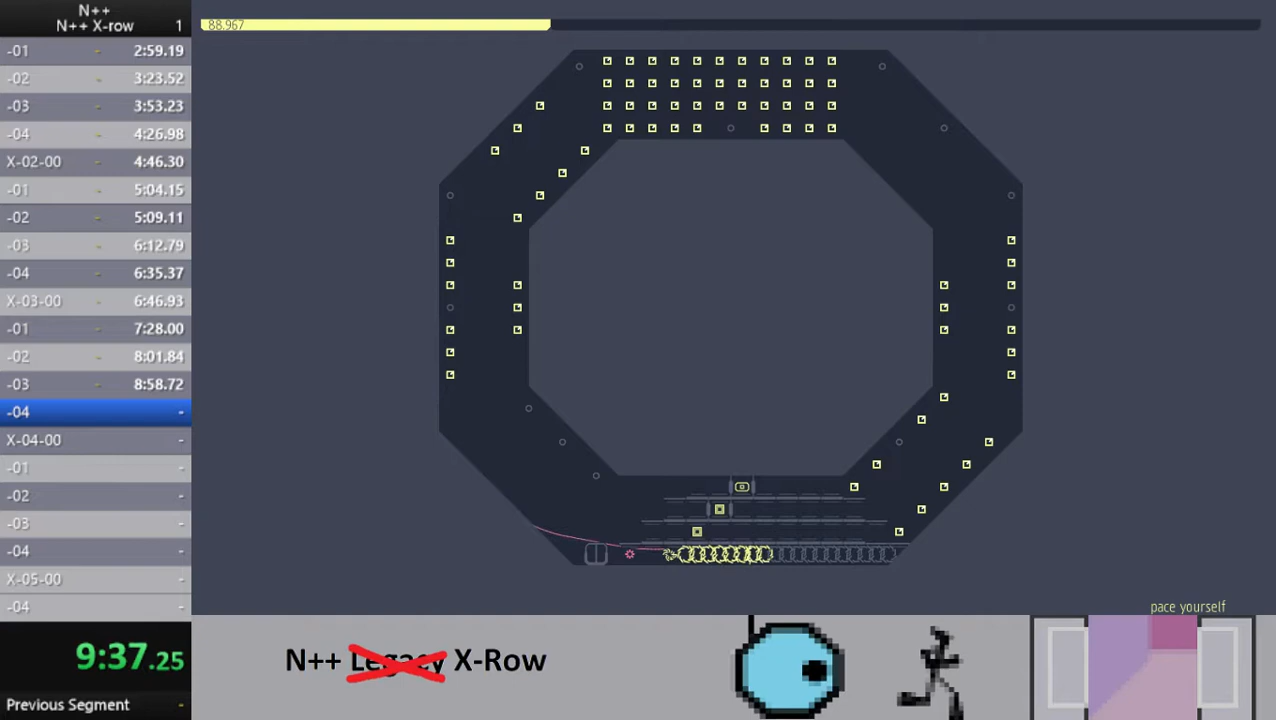 N++
N++ X-row 1
-01 - 2:59.19
-02 - 3:23.52
-03 - 3:53.23
-04 - 4:26.98
X-02-00 - 4:46.30
-01 - 5:04.15
-02 - 5:09.11
-03 - 6:12.79
-04 - 6:35.37
X-03-00 - 6:46.93
-01 - 7:28.00
-02 - 8:01.84
-03 - 8:58.72
-04 -
X-04-00 -
-01 -
-02 -
-03 -
-04 -
X-05-00 -
-04 -
9:37.25
Previous Segment -
88.967
pace yourself
N++ Legacy X-Row